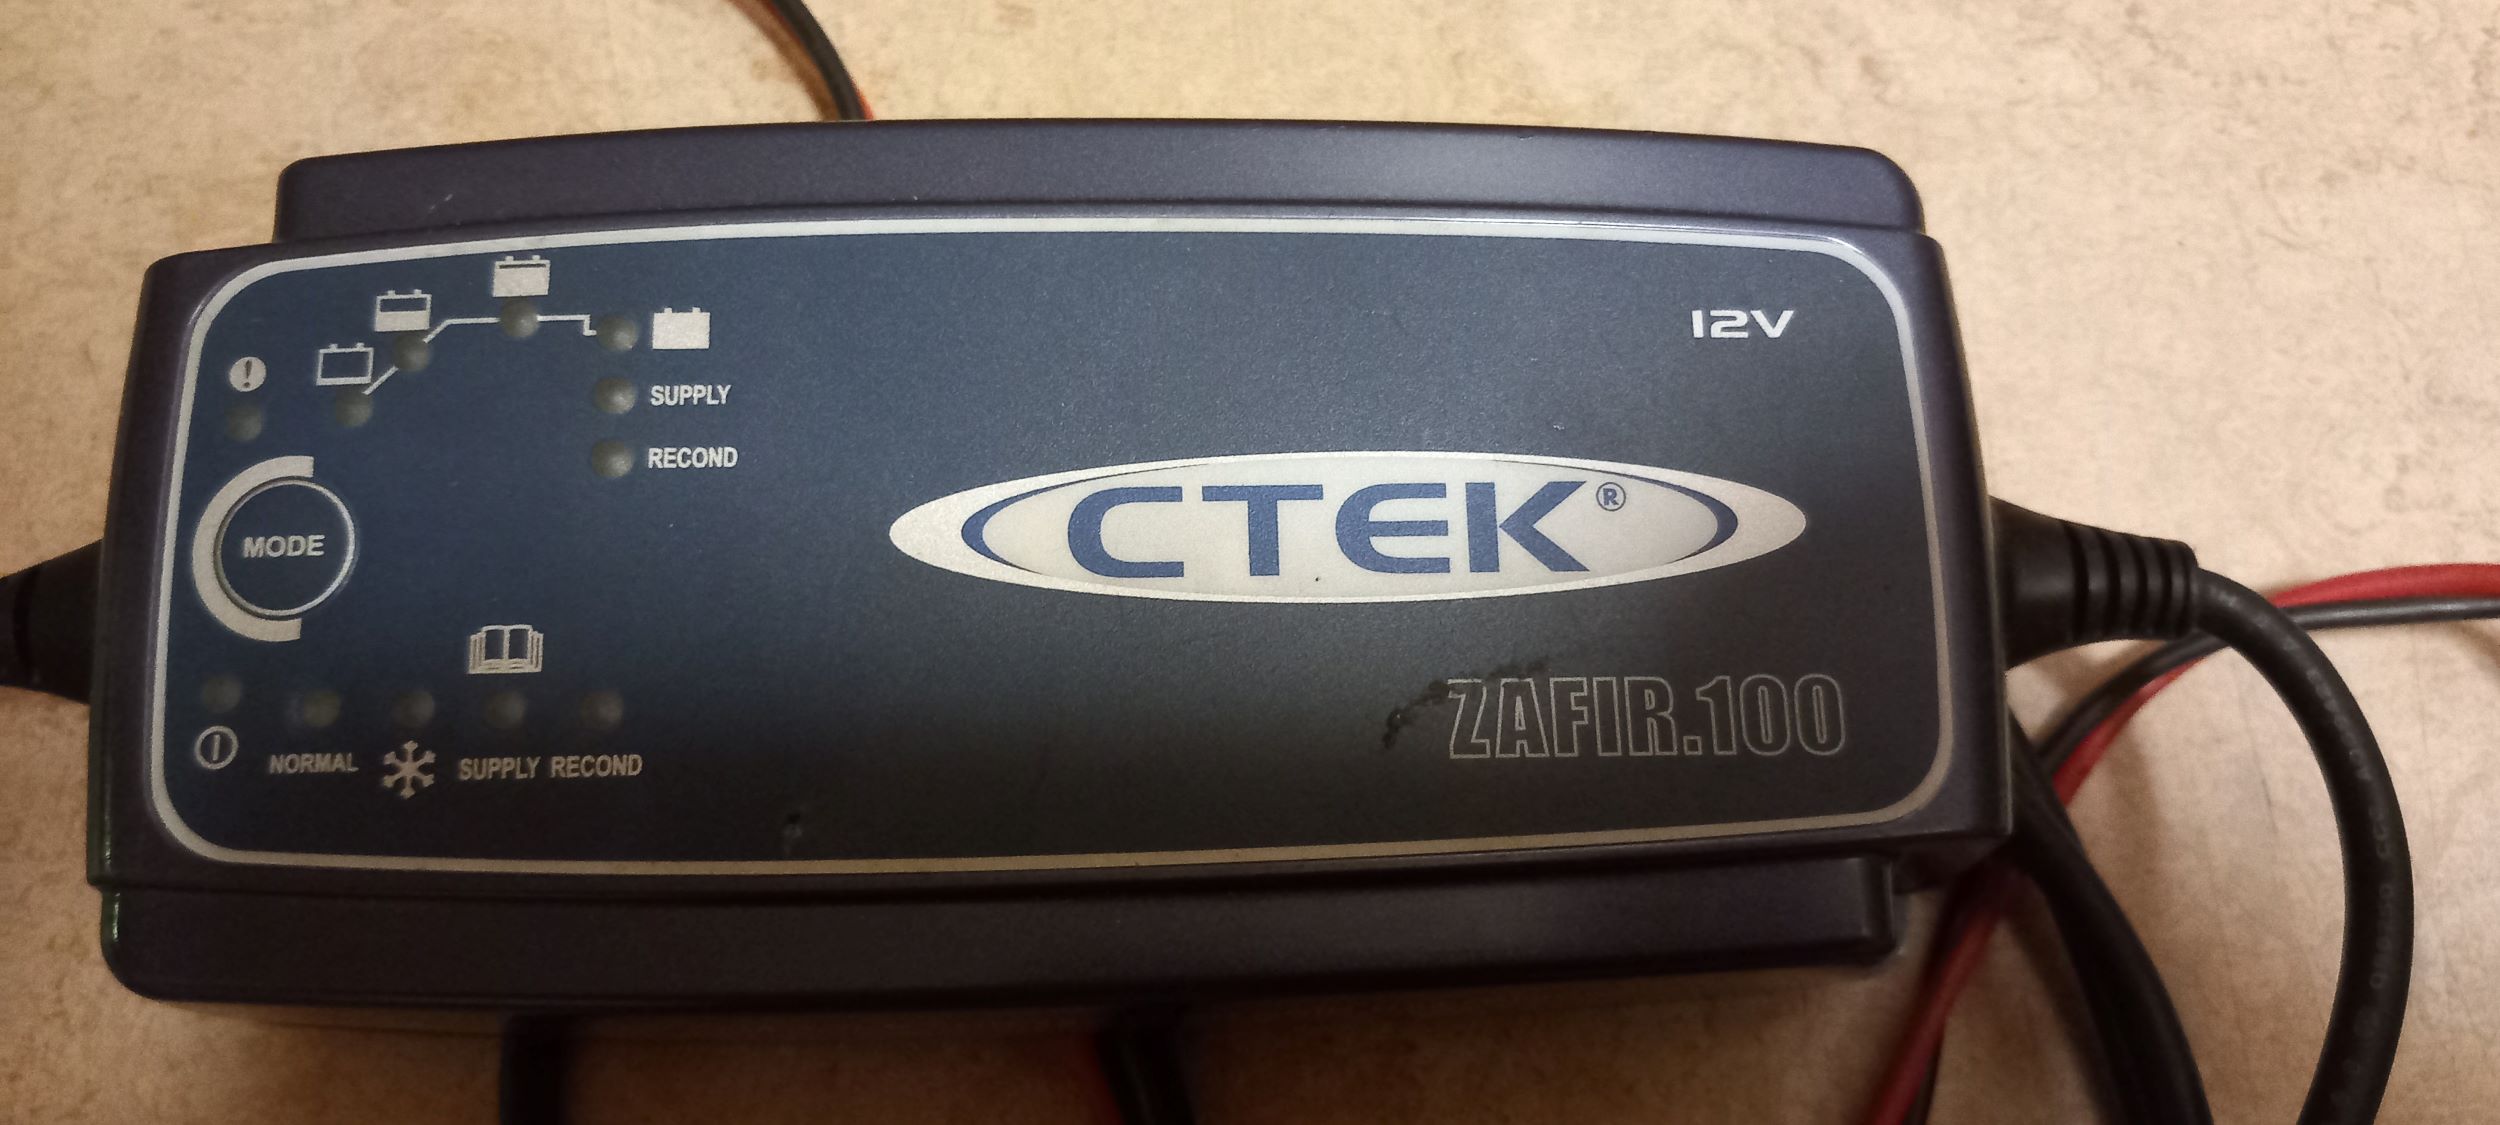 12V
SUPPLY
RECOND
CTEK®
MODE
ZAFIR.100
NORMAL SUPPLY RECOND